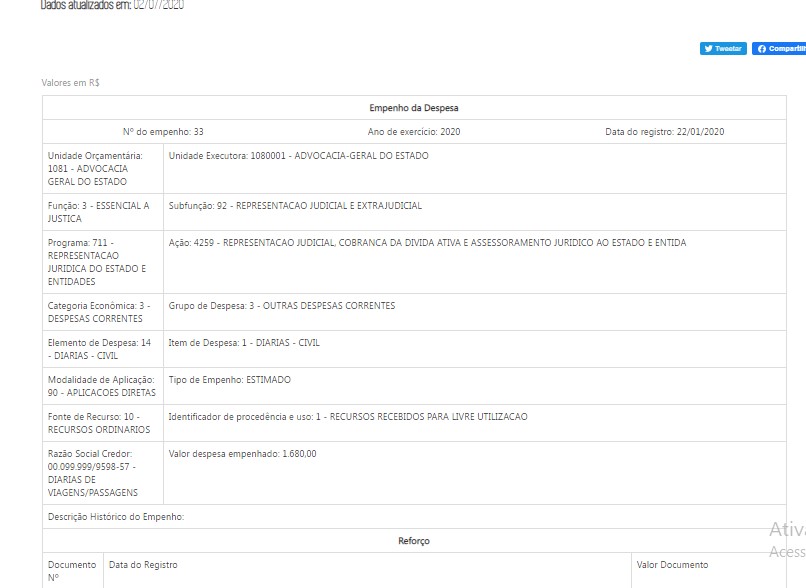 Dados atualizados em: 02/07/2020
Tweetar
Compartilh
Valores em R$
Empenho da Despesa
Nº do empenho: 33 Ano de exercício: 2020 Data do registro: 22/01/2020
Unidade Orçamentária:
1081 - ADVOCACIA
GERAL DO ESTADO
Unidade Executora: 1080001 - ADVOCACIA-GERAL DO ESTADO
Função: 3 - ESSENCIAL A
JUSTICA
Subfunção: 92 - REPRESENTACAO JUDICIAL E EXTRAJUDICIAL
Programa: 711 -
REPRESENTACAO
JURIDICA DO ESTADO E
ENTIDADES
Ação: 4259 - REPRESENTACAO JUDICIAL, COBRANCA DA DIVIDA ATIVA E ASSESSORAMENTO JURIDICO AO ESTADO E ENTIDA
Categoria Econômica: 3 -
DESPESAS CORRENTES
Grupo de Despesa: 3 - OUTRAS DESPESAS CORRENTES
Elemento de Despesa: 14
- DIARIAS - CIVIL
Item de Despesa: 1 - DIARIAS - CIVIL
Modalidade de Aplicação:
90 - APLICACOES DIRETAS
Tipo de Empenho: ESTIMADO
Fonte de Recurso: 10 -
RECURSOS ORDINARIOS
Identificador de procedência e uso: 1 - RECURSOS RECEBIDOS PARA LIVRE UTILIZACAO
Razão Social Credor:
00.099.999/9598-57 -
DIARIAS DE
VIAGENS/PASSAGENS
Valor despesa empenhado: 1.680,00
Descrição Histórico do Empenho:
Ativa
Acess
Reforço
Documento
Nº
Data do Registro
Valor Documento